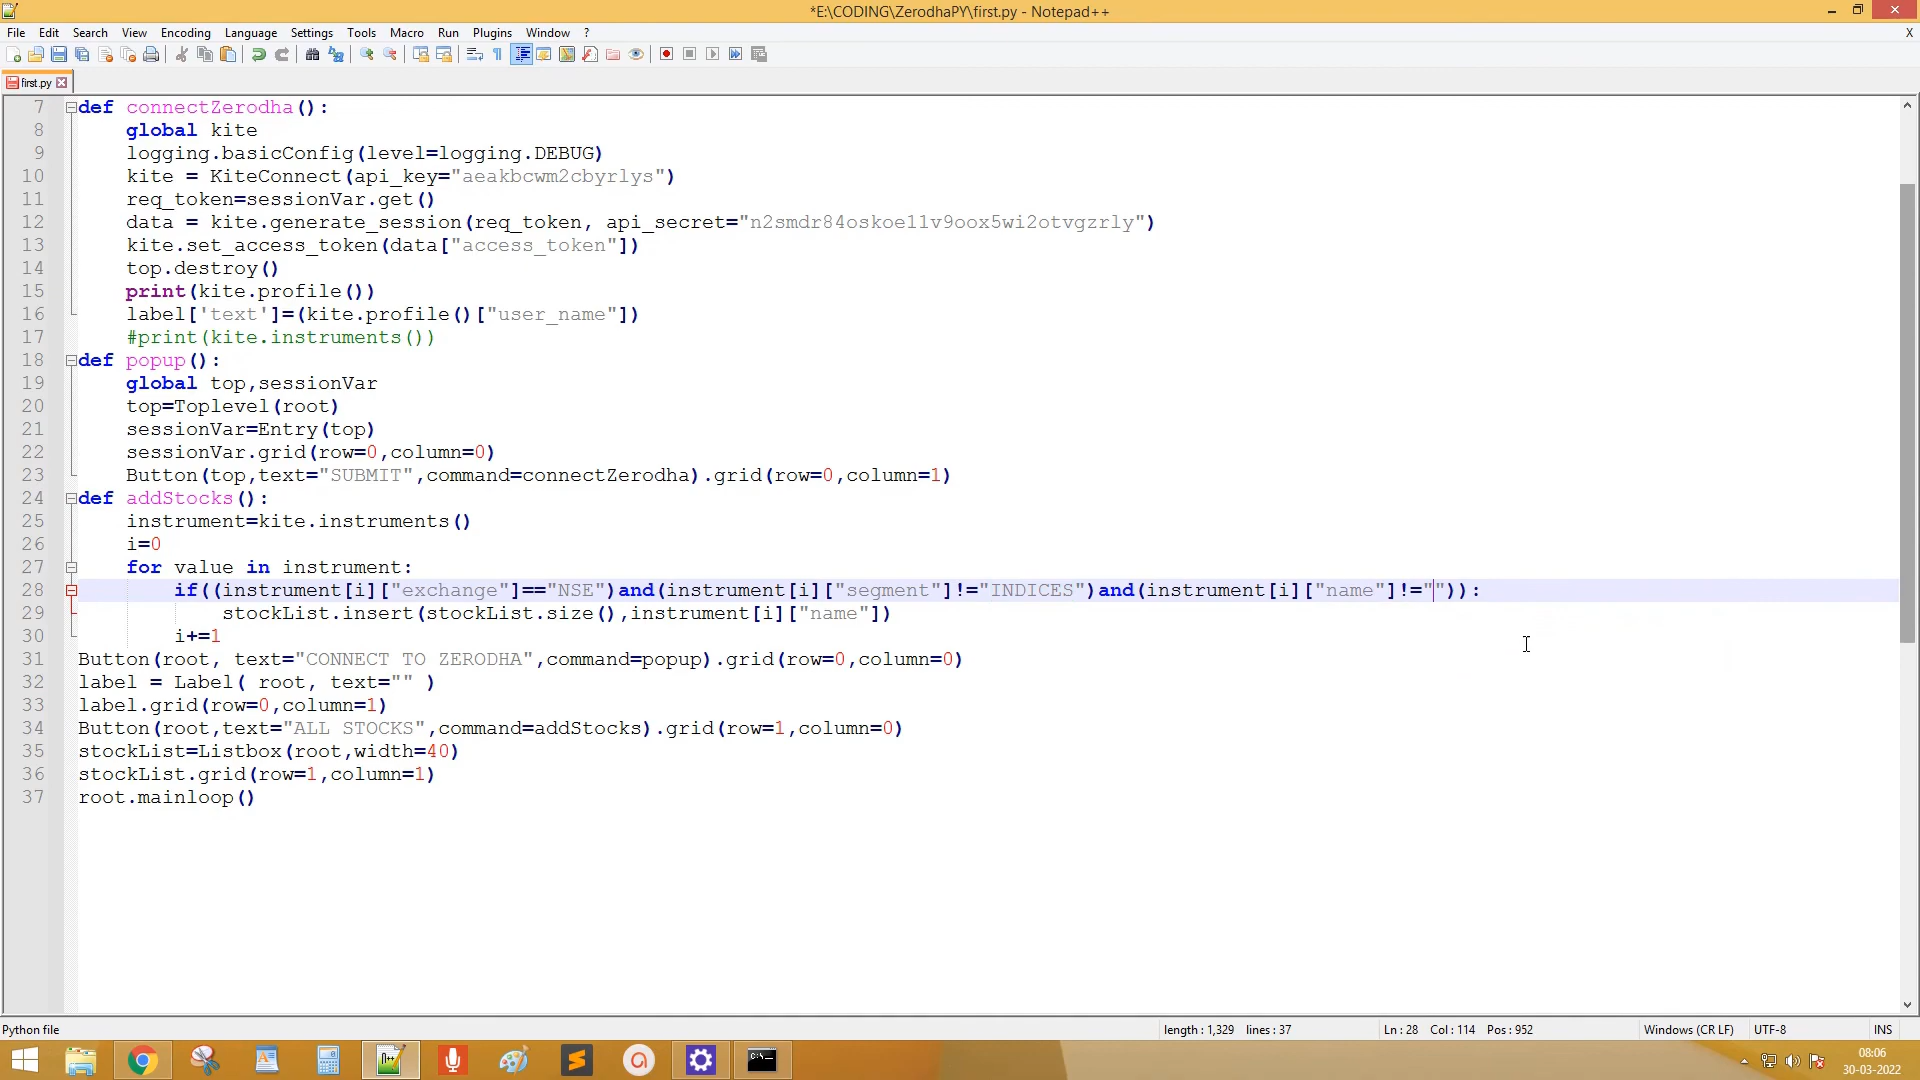 *E:\CODING\ZerodhaPY\first.py - Notepad++
File Edit Search View Encoding Language Settings Tools Macro Run Plugins Window ? X
first.py
7 def connectZerodha():
8     global kite
9     logging.basicConfig(level=logging.DEBUG)
10     kite = KiteConnect(api_key="aeakbcwm2cbyrlys")
11     req_token=sessionVar.get()
12     data = kite.generate_session(req_token, api_secret="n2smdr84oskoe11v9oox5wi2otvgzrly")
13     kite.set_access_token(data["access_token"])
14     top.destroy()
15     print(kite.profile())
16     label['text']=(kite.profile()["user_name"])
17     #print(kite.instruments())
18 def popup():
19     global top,sessionVar
20     top=Toplevel(root)
21     sessionVar=Entry(top)
22     sessionVar.grid(row=0,column=0)
23     Button(top,text="SUBMIT",command=connectZerodha).grid(row=0,column=1)
24 def addStocks():
25     instrument=kite.instruments()
26     i=0
27     for value in instrument:
28         if((instrument[i]["exchange"]=="NSE")and(instrument[i]["segment"]!="INDICES")and(instrument[i]["name"]!="")):
29             stockList.insert(stockList.size(),instrument[i]["name"])
30         i+=1
31 Button(root, text="CONNECT TO ZERODHA",command=popup).grid(row=0,column=0)
32 label = Label( root, text="" )
33 label.grid(row=0,column=1)
34 Button(root,text="ALL STOCKS",command=addStocks).grid(row=1,column=0)
35 stockList=Listbox(root,width=40)
36 stockList.grid(row=1,column=1)
37 root.mainloop()
Python file length : 1,329 lines : 37 Ln : 28 Col : 114 Pos : 952 Windows (CR LF) UTF-8 INS
08:06
30-03-2022